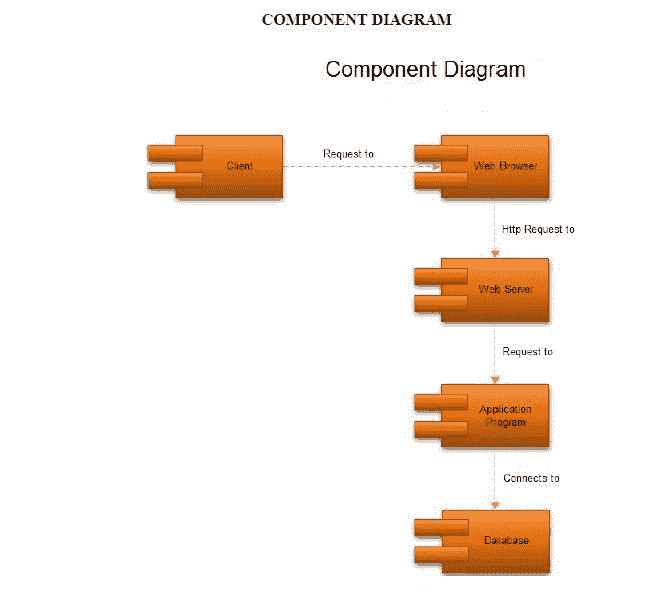 COMPONENT DIAGRAM
Component Diagram
Client
Request to
Web Browser
Http Request to
Web Server
Request to
Application
Program
Connects to
Database